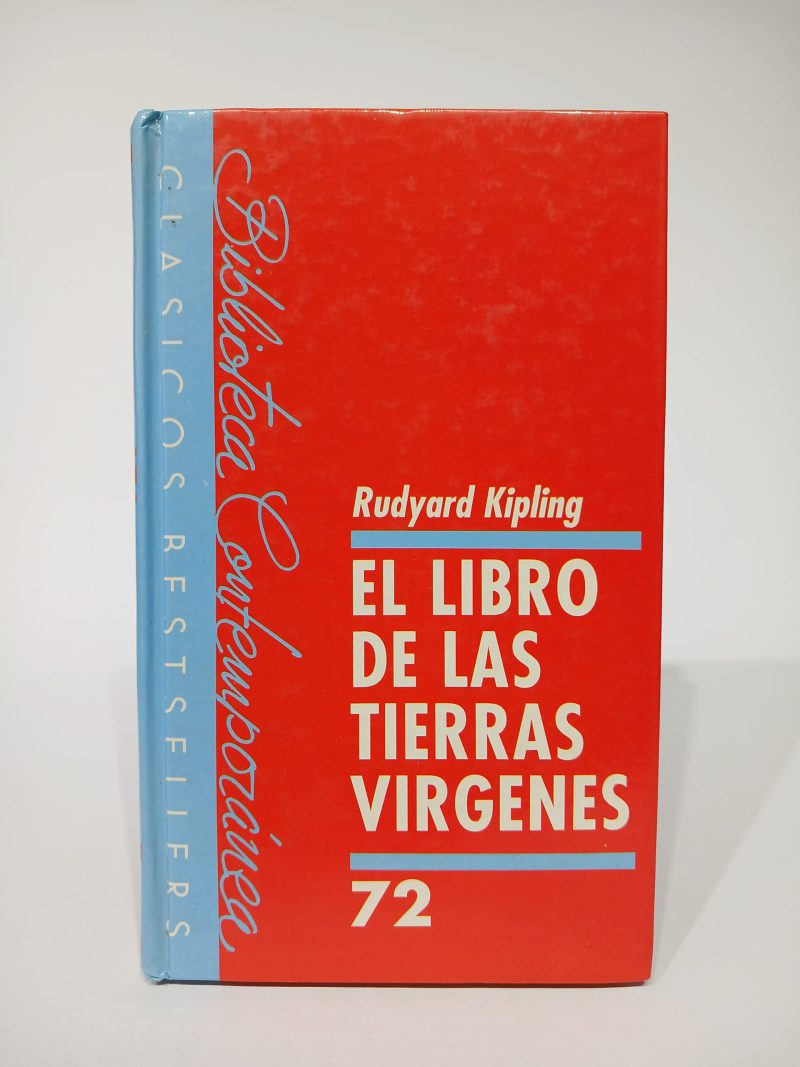 CLASICOS BESTSELLERS
Biblioteca Contemporánea
Rudyard Kipling
EL LIBRO
DE LAS
TIERRAS
VIRGENES
72